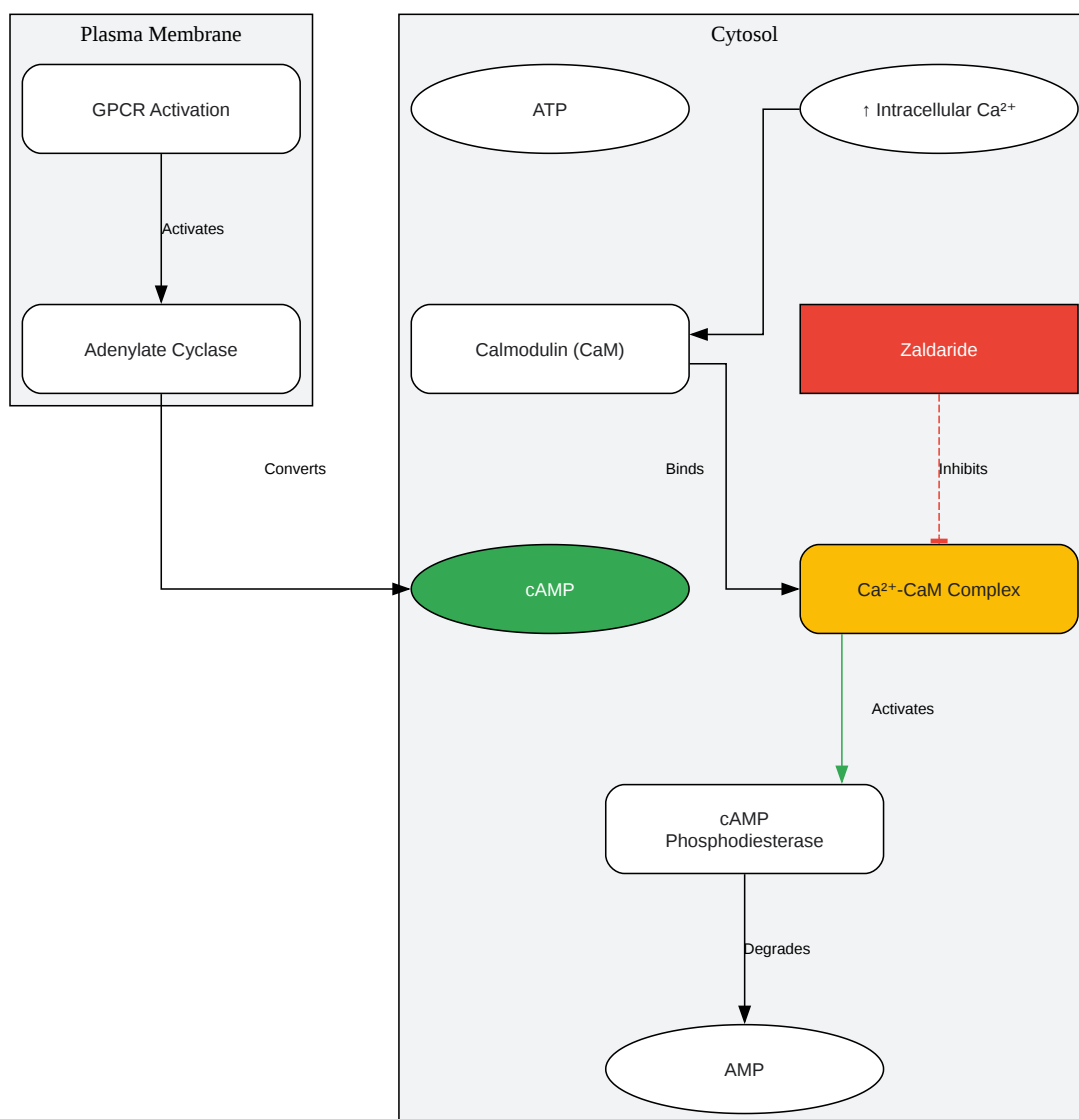 Plasma Membrane
Cytosol
GPCR Activation
ATP
↑ Intracellular Ca²⁺
Activates
Adenylate Cyclase
Calmodulin (CaM)
Zaldaride
Converts
Binds
Inhibits
cAMP
Ca²⁺-CaM Complex
Activates
cAMP
Phosphodiesterase
Degrades
AMP